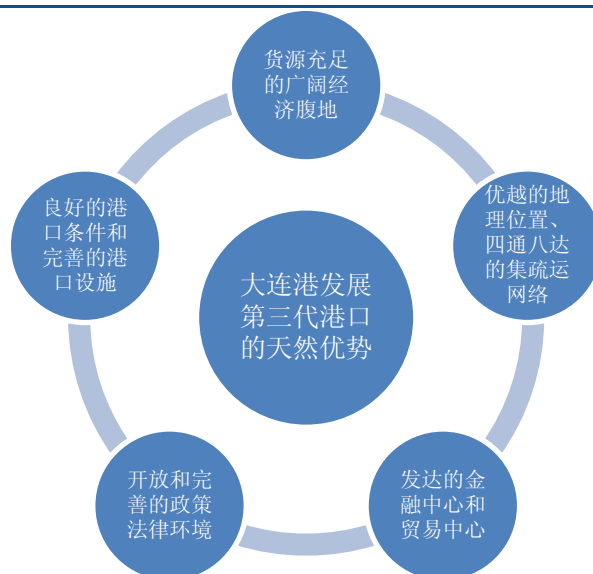 货源充足
的广阔经
济腹地
优越的地
理位置、
四通八达
的集疏运
网络
发达的金
融中心和
贸易中心
开放和完
善的政策
法律环境
良好的港
口条件和
完善的港
口设施
大连港发展
第三代港口
的天然优势